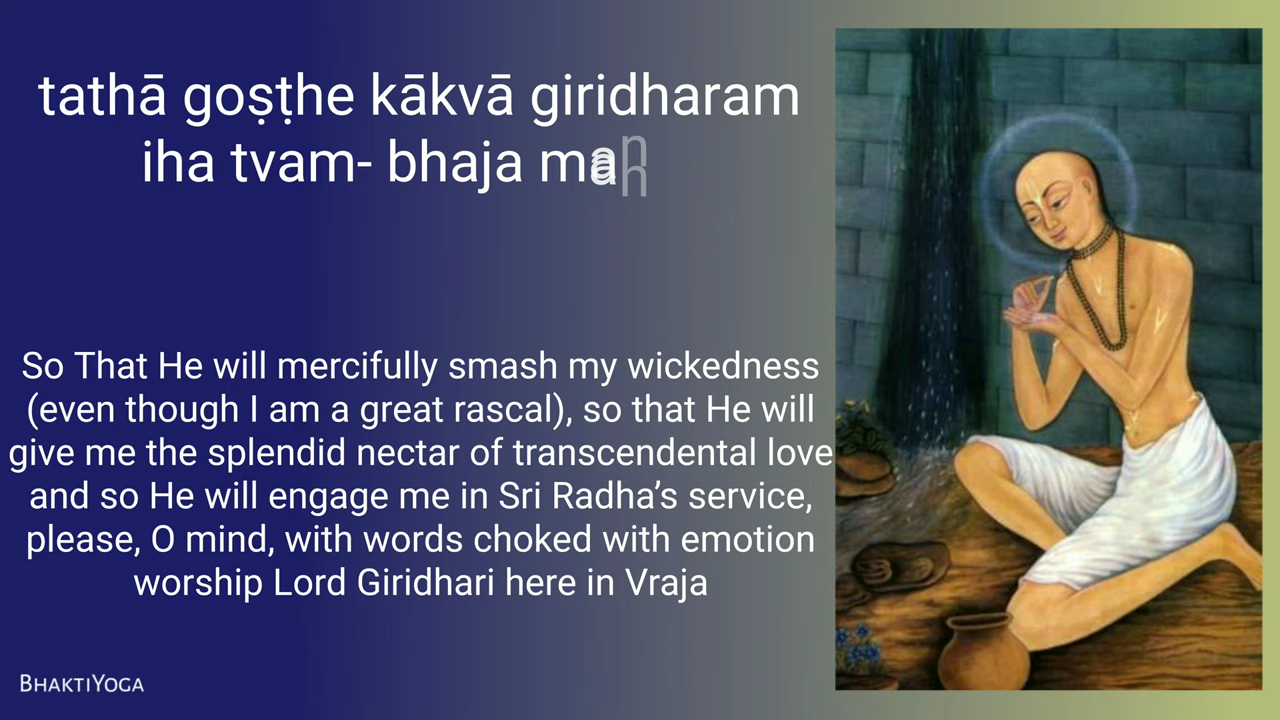 tathā goṣṭhe kākvā giridharam
iha tvam- bhaja
So That He will mercifully smash my wickedness
(even though I am a great rascal), so that He will
give me the splendid nectar of transcendental love
and so He will engage me in Sri Radha’s service,
please, O mind, with words choked with emotion
worship Lord Giridhari here in Vraja
BHAKTIYOGA